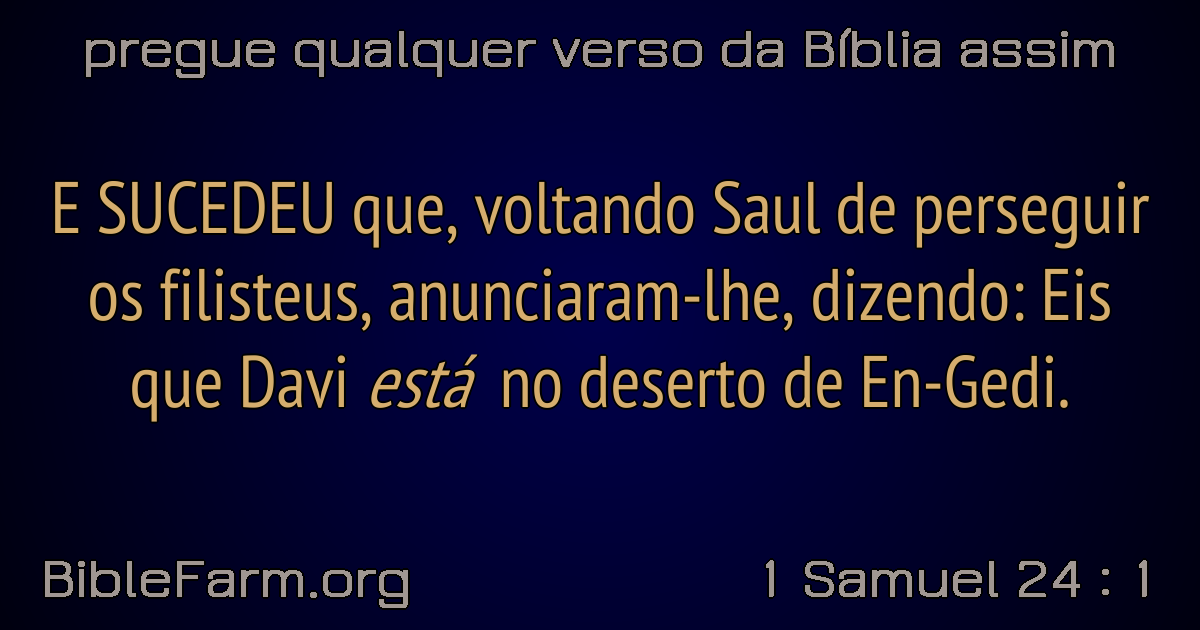 pregue qualquer verso da Bíblia assim
E SUCEDEU que, voltando Saul de perseguir
os filisteus, anunciaram-lhe, dizendo: Eis
que Davi está no deserto de En-Gedi.
BibleFarm.org
1 Samuel 24 : 1